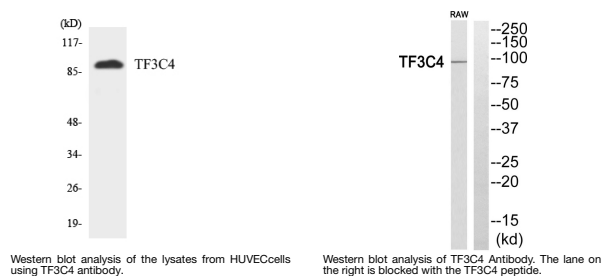 (kD)
117-
TF3C4
85-
48-
34-
26-
19-
Western blot analysis of the lysates from HUVECcells
using TF3C4 antibody.
RAW
--250
--150
TF3C4
--100
--75
--50
--37
--25
--20
--15
(kd)
Western blot analysis of TF3C4 Antibody. The lane on
the right is blocked with the TF3C4 peptide.